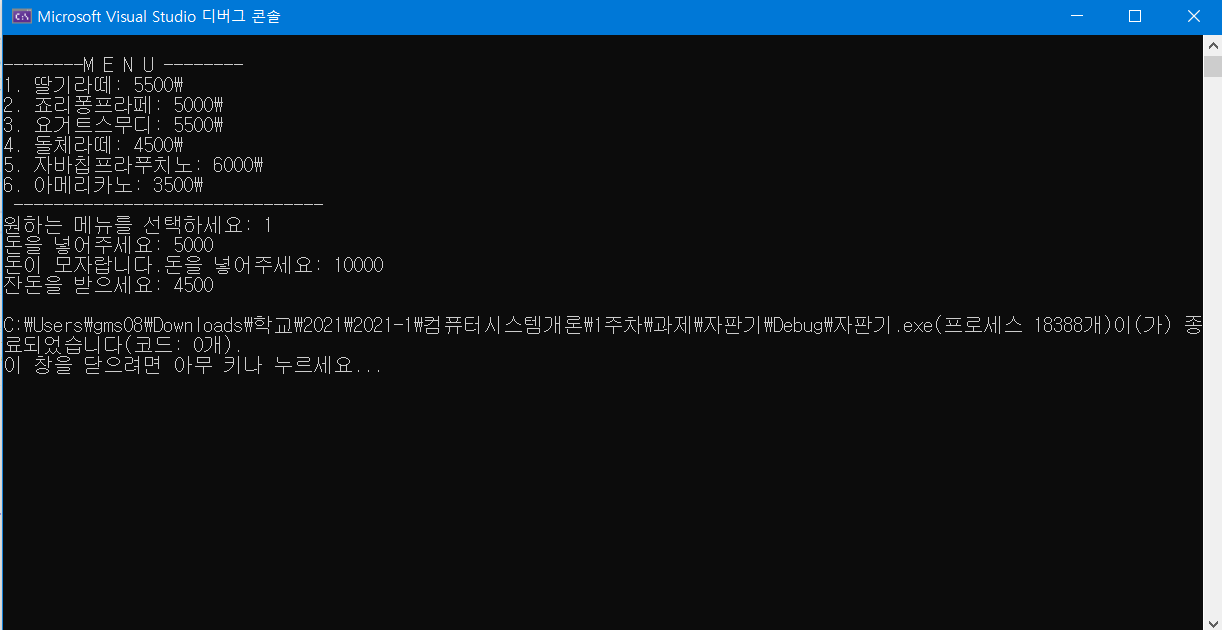 Microsoft Visual Studio 디버그 콘솔
--------M E N U --------
1. 딸기라떼: 5500₩
2. 죠리퐁프라페: 5000₩
3. 요거트스무디: 5500₩
4. 돌체라떼: 4500₩
5. 자바칩프라푸치노: 6000₩
6. 아메리카노: 3500₩
-------------------------------
원하는 메뉴를 선택하세요: 1
돈을 넣어주세요: 5000
돈이 모자랍니다.돈을 넣어주세요: 10000
잔돈을 받으세요: 4500
C:₩Users₩gms08₩Downloads₩학교₩2021₩2021-1₩컴퓨터시스템개론₩1주차₩과제₩자판기₩Debug₩자판기.exe(프로세스 18388개)이(가) 종
료되었습니다(코드: 0개).
이 창을 닫으려면 아무 키나 누르세요...